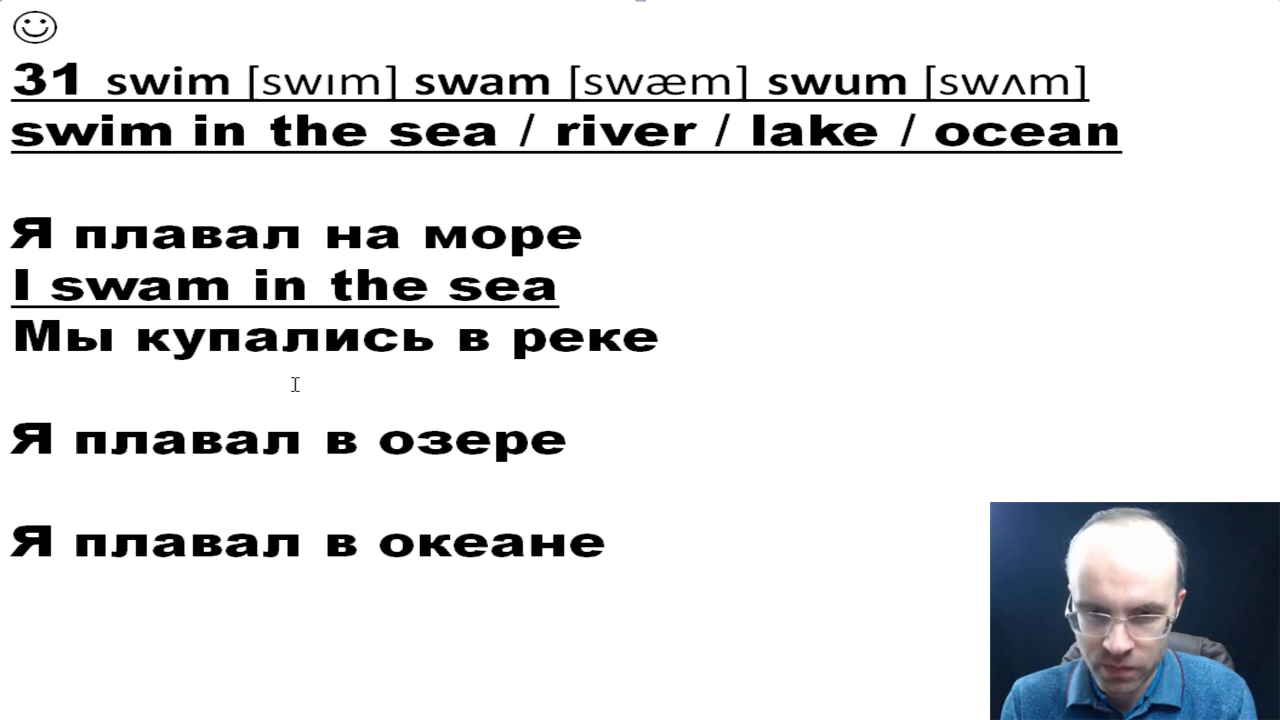 31 swim [swım] swam [swæm] swum [swʌm]
swim in the sea / river / lake / ocean
Я плавал на море
I swam in the sea
Мы купались в реке
Я плавал в озере
Я плавал в океане